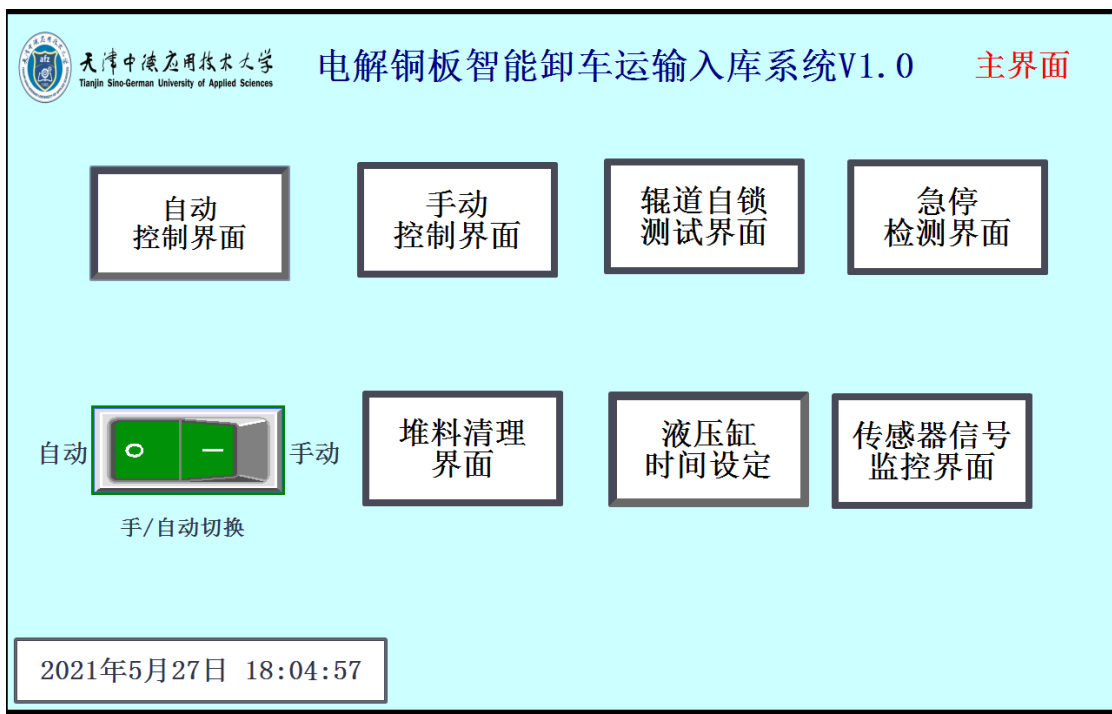 天津中德应用技术大学
Tianjin Sino-German University of Applied Sciences
电解铜板智能卸车运输入库系统V1.0
主界面
自动
控制界面
手动
控制界面
辊道自锁
测试界面
急停
检测界面
自动
手动
手/自动切换
堆料清理
界面
液压缸
时间设定
传感器信号
监控界面
2021年5月27日 18:04:57